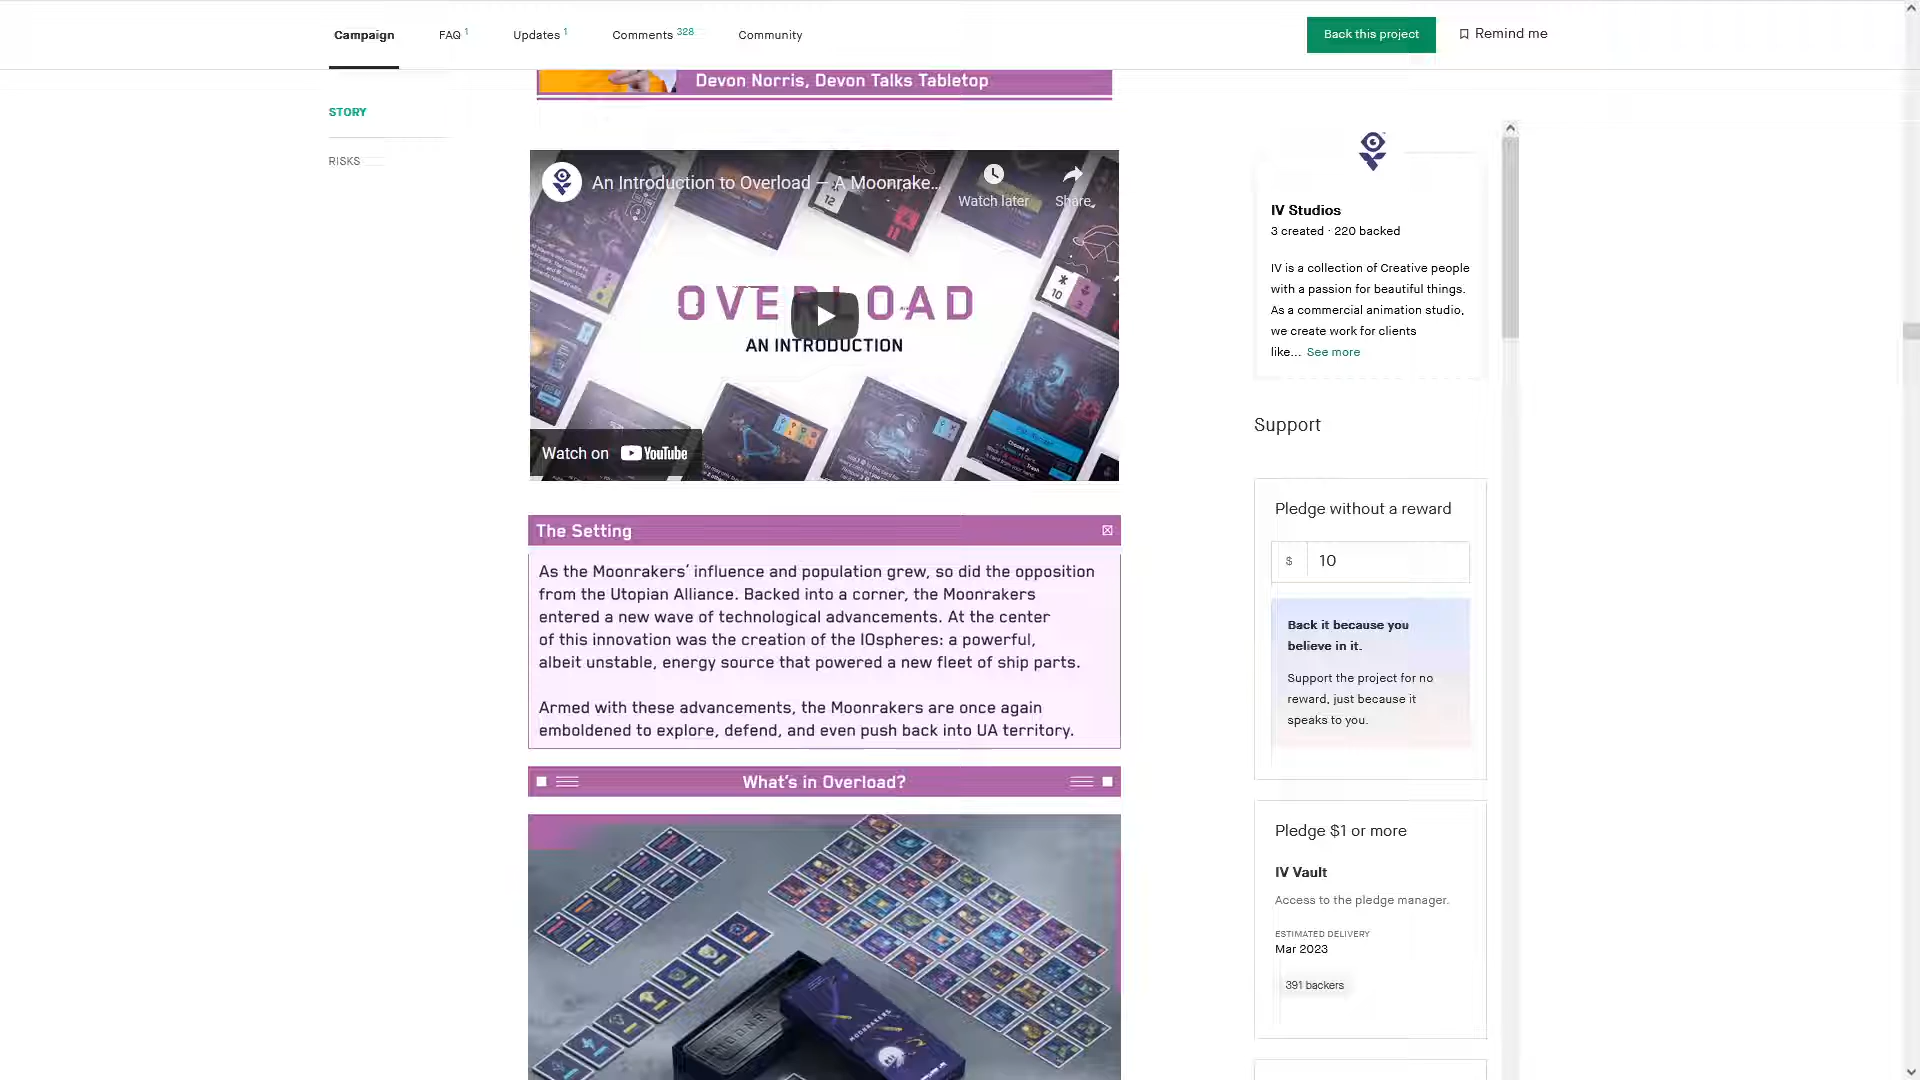 Campaign
FAQ 1
Updates 1
Comments 328
Community
Back this project
Remind me
Devon Norris, Devon Talks Tabletop
STORY
RISKS
An Introduction to Overload — A Moonrake...
Watch later
Share
12
10
OVERLOAD
AN INTRODUCTION
Watch on YouTube
IV Studios
3 created · 220 backed
IV is a collection of Creative people
with a passion for beautiful things.
As a commercial animation studio,
we create work for clients
like... See more
Support
The Setting
As the Moonrakers’ influence and population grew, so did the opposition
from the Utopian Alliance. Backed into a corner, the Moonrakers
entered a new wave of technological advancements. At the center
of this innovation was the creation of the IOspheres: a powerful,
albeit unstable, energy source that powered a new fleet of ship parts.
Armed with these advancements, the Moonrakers are once again
emboldened to explore, defend, and even push back into UA territory.
What’s in Overload?
MOONRAKERS
Pledge without a reward
$ 10
Back it because you
believe in it.
Support the project for no
reward, just because it
speaks to you.
Pledge $1 or more
IV Vault
Access to the pledge manager.
ESTIMATED DELIVERY
Mar 2023
391 backers